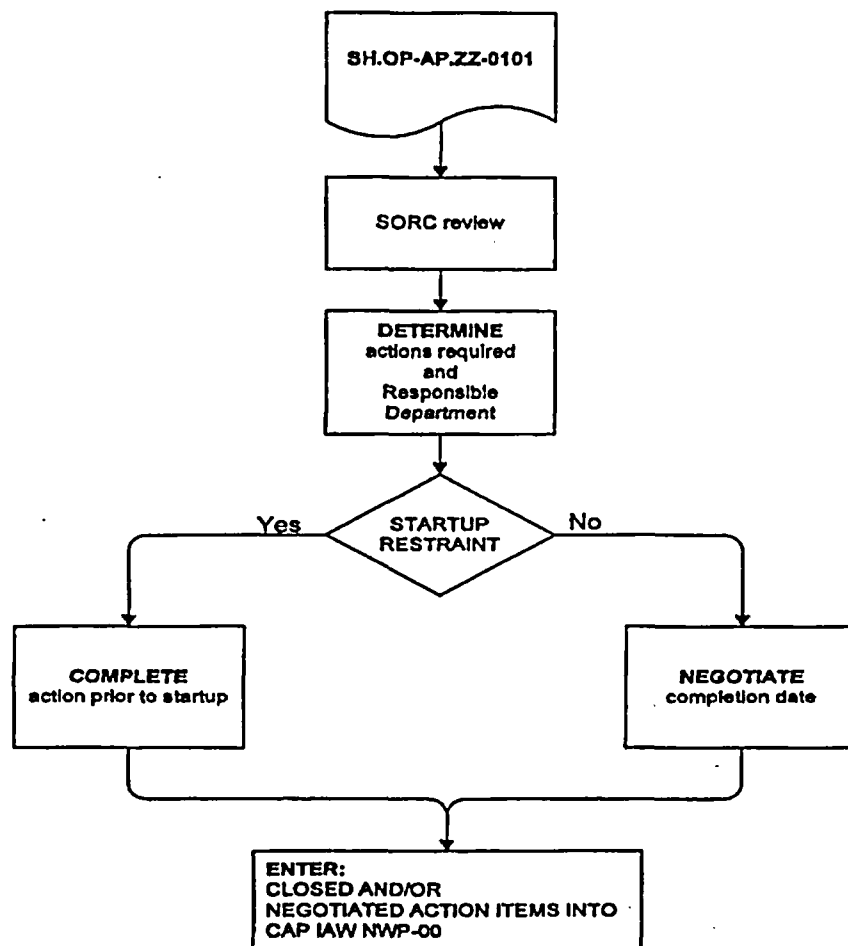 SH.OP-AP.ZZ-0101
SORC review
DETERMINE
actions required
and
Responsible
Department
STARTUP
RESTRAINT
Yes
No
COMPLETE
action prior to startup
NEGOTIATE
completion date
ENTER:
CLOSED AND/OR
NEGOTIATED ACTION ITEMS INTO
CAP IAW NWP-00